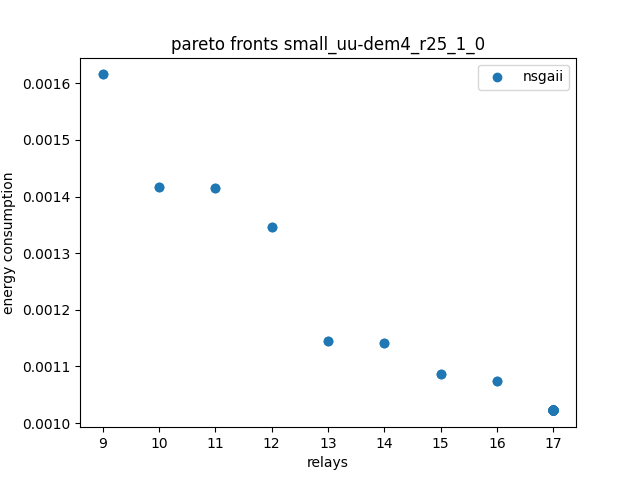 pareto fronts small_uu-dem4_r25_1_0
nsgaii
0.0016
0.0015
0.0014
0.0013
0.0012
0.0011
0.0010
energy consumption
9 10 11 12 13 14 15 16 17
relays